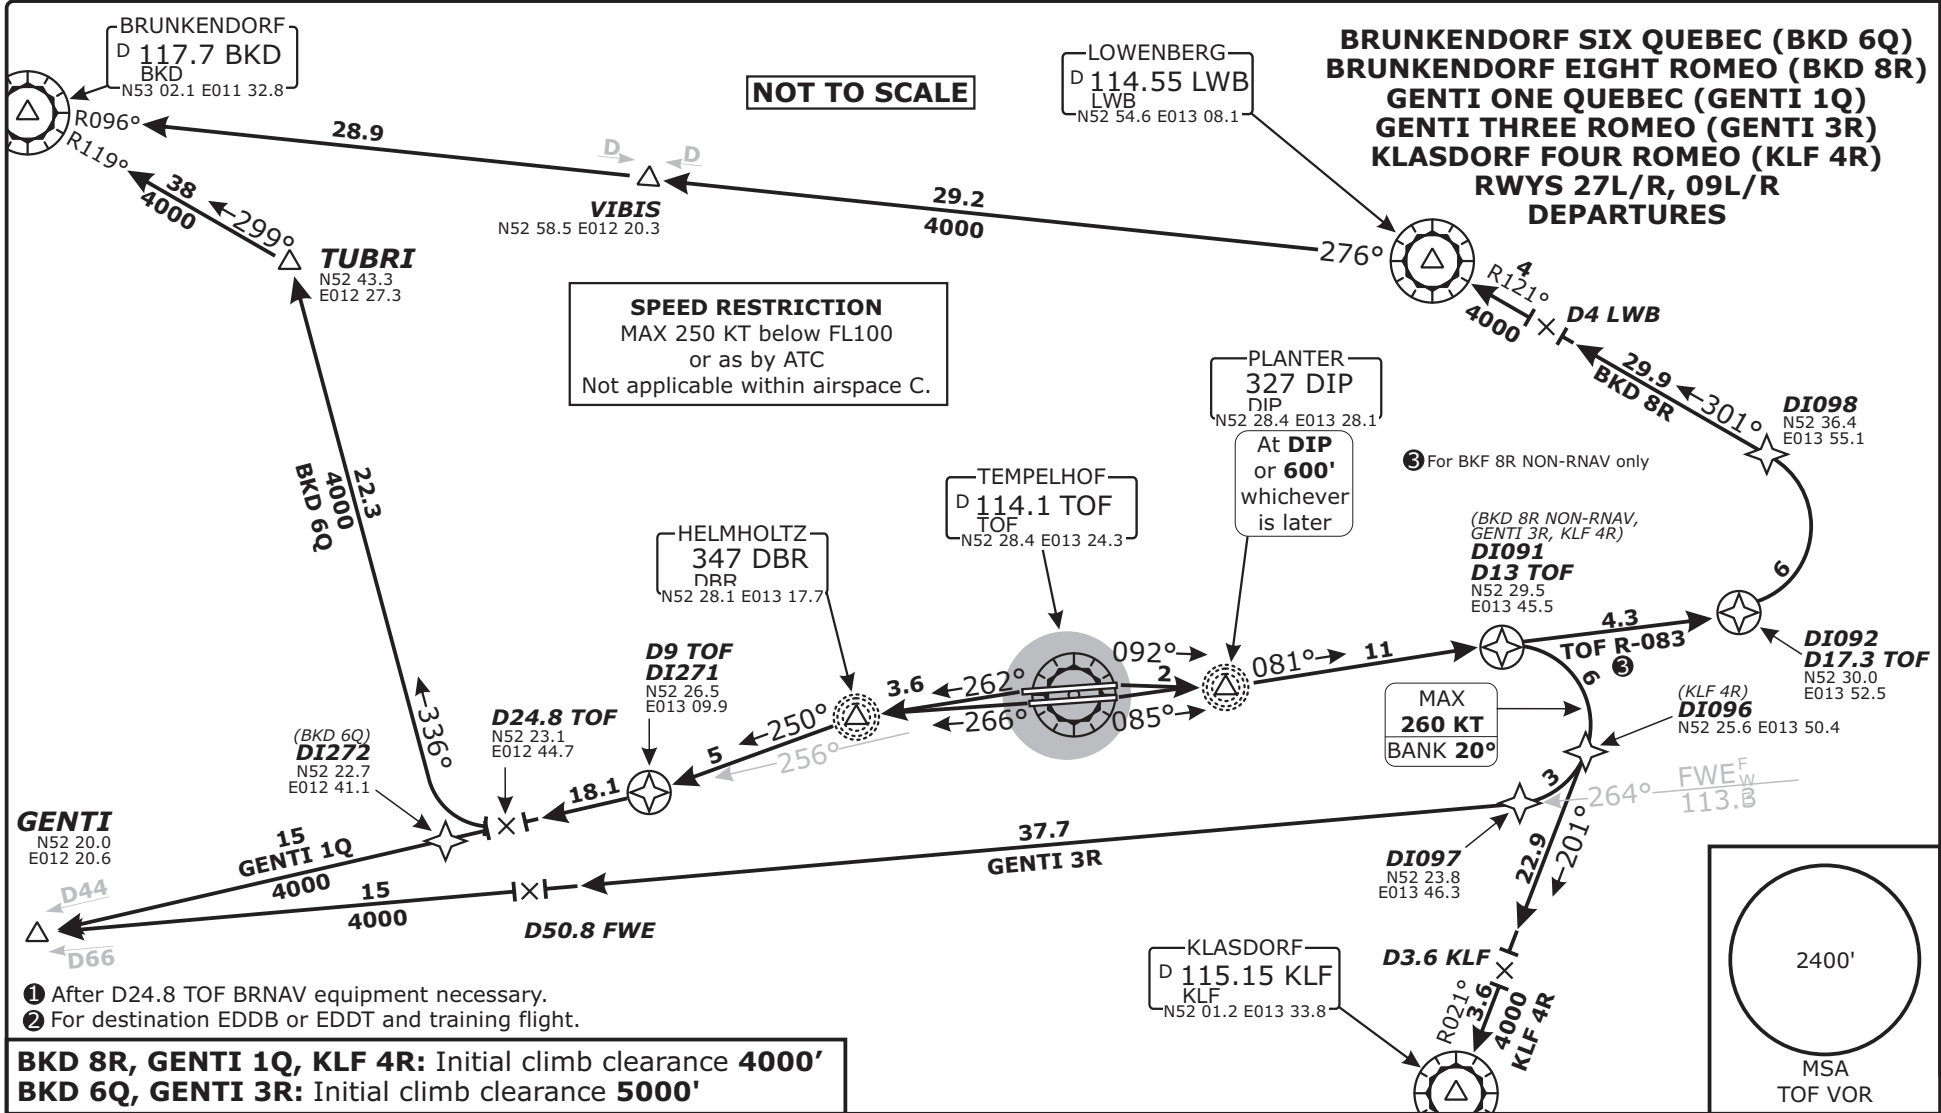 BRUNKENDORF
D 117.7 BKD
BKD
N53 02.1 E011 32.8
R096°
R119°
28.9
D
D
VIBIS
N52 58.5 E012 20.3
29.2
4000
276°
NOT TO SCALE
LOWENBERG
D 114.55 LWB
LWB
N52 54.6 E013 08.1
BRUNKENDORF SIX QUEBEC (BKD 6Q)
BRUNKENDORF EIGHT ROMEO (BKD 8R)
GENTI ONE QUEBEC (GENTI 1Q)
GENTI THREE ROMEO (GENTI 3R)
KLASDORF FOUR ROMEO (KLF 4R)
RWYS 27L/R, 09L/R
DEPARTURES
38
4000
299°
TUBRI
N52 43.3
E012 27.3
SPEED RESTRICTION
MAX 250 KT below FL100
or as by ATC
Not applicable within airspace C.
4
R121°
4000
D4 LWB
29.9
BKD 8R
301°
DI098
N52 36.4
E013 55.1
PLANTER
327 DIP
DIP
N52 28.4 E013 28.1
At DIP
or 600'
whichever
is later
3 For BKF 8R NON-RNAV only
22.3
4000
BKD 6Q
336°
TEMPELHOF
D 114.1 TOF
TOF
N52 28.4 E013 24.3
HELMHOLTZ
347 DBR
DBR
N52 28.1 E013 17.7
(BKD 8R NON-RNAV,
GENTI 3R, KLF 4R)
DI091
D13 TOF
N52 29.5
E013 45.5
6
4.3
TOF R-083
3
DI092
D17.3 TOF
N52 30.0
E013 52.5
D9 TOF
DI271
N52 26.5
E013 09.9
3.6
262°
266°
092°
2
085°
081°
11
6
MAX
260 KT
BANK 20°
(KLF 4R)
DI096
N52 25.6 E013 50.4
250°
5
256°
D24.8 TOF
N52 23.1
E012 44.7
(BKD 6Q)
DI272
N52 22.7
E012 41.1
18.1
3
264°
FWE
FWE
113.3
GENTI
N52 20.0
E012 20.6
15
GENTI 1Q
4000
37.7
GENTI 3R
15
4000
D44
D66
D50.8 FWE
DI097
N52 23.8
E013 46.3
22.9
201°
D3.6 KLF
R021°
3.6
4000
KLF 4R
KLASDORF
D 115.15 KLF
KLF
N52 01.2 E013 33.8
1 After D24.8 TOF BRNAV equipment necessary.
2 For destination EDDB or EDDT and training flight.
BKD 8R, GENTI 1Q, KLF 4R: Initial climb clearance 4000’
BKD 6Q, GENTI 3R: Initial climb clearance 5000'
2400'
MSA
TOF VOR